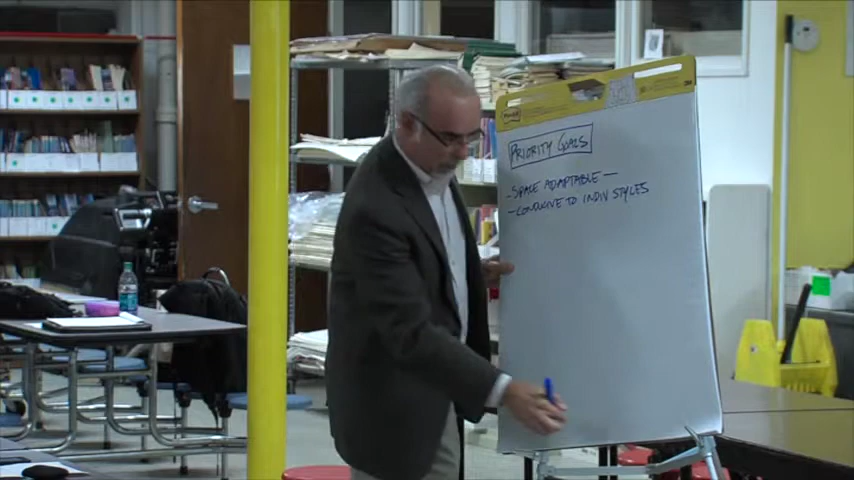 PRIORITY GOALS
- SPACE ADAPTABLE —
- CONDUCIVE TO INDIV STYLES